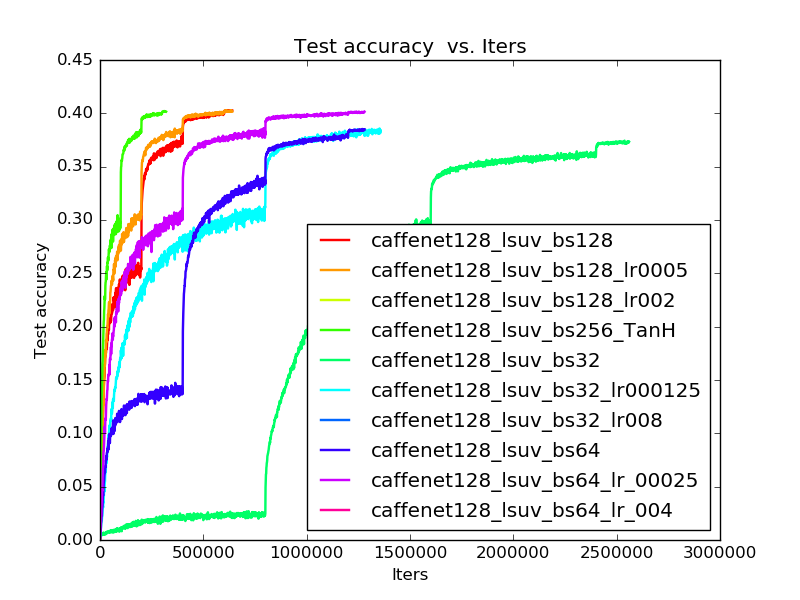 Test accuracy  vs. Iters
0.45
0.40
0.35
0.30
0.25
0.20
0.15
0.10
0.05
0.00
Test accuracy
caffenet128_lsuv_bs128
caffenet128_lsuv_bs128_lr0005
caffenet128_lsuv_bs128_lr002
caffenet128_lsuv_bs256_TanH
caffenet128_lsuv_bs32
caffenet128_lsuv_bs32_lr000125
caffenet128_lsuv_bs32_lr008
caffenet128_lsuv_bs64
caffenet128_lsuv_bs64_lr_00025
caffenet128_lsuv_bs64_lr_004
0 500000 1000000 1500000 2000000 2500000 3000000
Iters